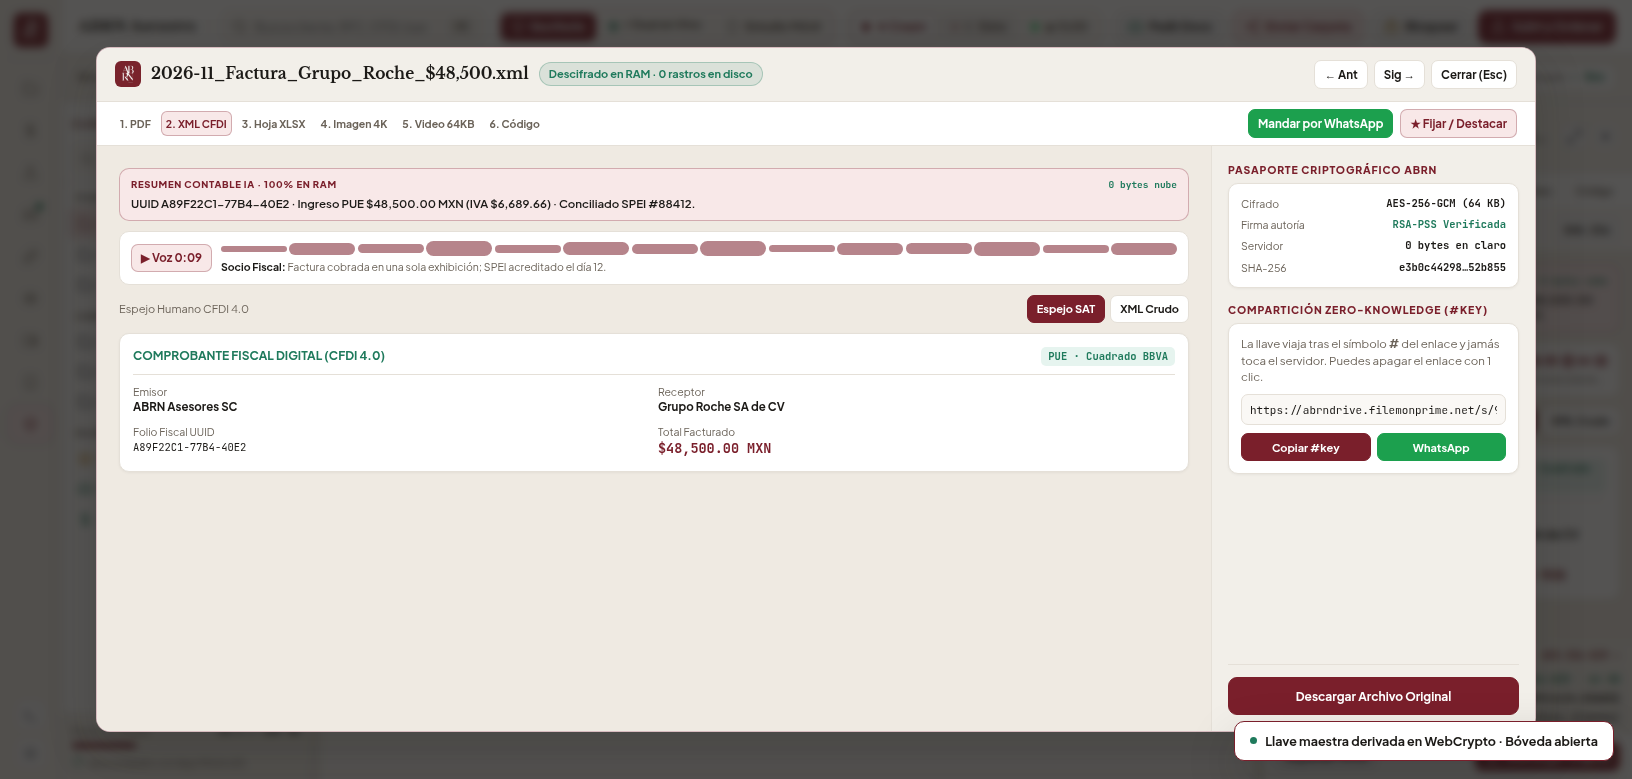 2026-11_Factura_Grupo_Roche_$48,500.xml
Descifrado en RAM · 0 rastros en disco
← Ant
Sig →
Cerrar (Esc)
1. PDF
2. XML CFDI
3. Hoja XLSX
4. Imagen 4K
5. Video 64KB
6. Código
Mandar por WhatsApp
★ Fijar / Destacar
RESUMEN CONTABLE IA · 100% EN RAM
0 bytes nube
UUID A89F22C1-77B4-40E2 · Ingreso PUE $48,500.00 MXN (IVA $6,689.66) · Conciliado SPEI #88412.
▶ Voz 0:09
Socio Fiscal: Factura cobrada en una sola exhibición; SPEI acreditado el día 12.
Espejo Humano CFDI 4.0
Espejo SAT
XML Crudo
COMPROBANTE FISCAL DIGITAL (CFDI 4.0)
PUE · Cuadrado BBVA
Emisor
ABRN Asesores SC
Receptor
Grupo Roche SA de CV
Folio Fiscal UUID
A89F22C1-77B4-40E2
Total Facturado
$48,500.00 MXN
PASAPORTE CRIPTOGRÁFICO ABRN
Cifrado
AES-256-GCM (64 KB)
Firma autoría
RSA-PSS Verificada
Servidor
0 bytes en claro
SHA-256
e3b0c44298…52b855
COMPARTICIÓN ZERO-KNOWLEDGE (#KEY)
La llave viaja tras el símbolo # del enlace y jamás
toca el servidor. Puedes apagar el enlace con 1
clic.
https://abrndrive.filemonprime.net/s/
Copiar #key
WhatsApp
Descargar Archivo Original
Llave maestra derivada en WebCrypto · Bóveda abierta